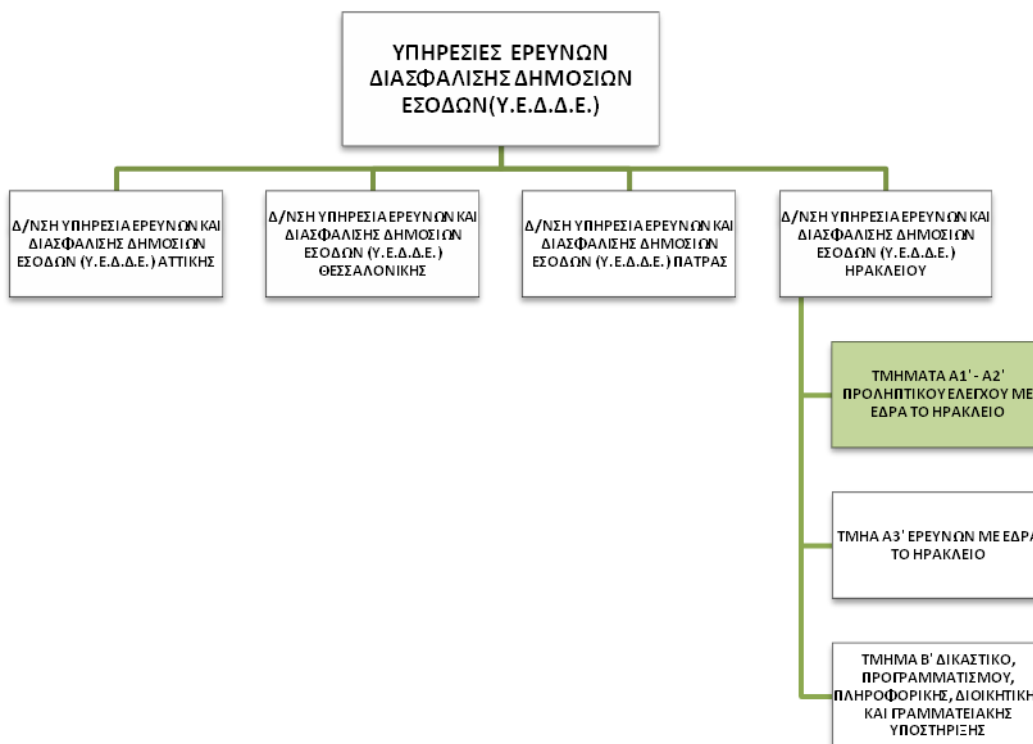 ΥΠΗΡΕΣΙΕΣ ΕΡΕΥΝΩΝ
ΔΙΑΣΦΑΛΙΣΗΣ ΔΗΜΟΣΙΩΝ
ΕΣΟΔΩΝ(Υ.Ε.Δ.Δ.Ε.)
Δ/ΝΣΗ ΥΠΗΡΕΣΙΑ ΕΡΕΥΝΩΝ ΚΑΙ
ΔΙΑΣΦΑΛΙΣΗΣ ΔΗΜΟΣΙΩΝ
ΕΣΟΔΩΝ (Υ.Ε.Δ.Δ.Ε.) ΑΤΤΙΚΗΣ
Δ/ΝΣΗ ΥΠΗΡΕΣΙΑ ΕΡΕΥΝΩΝ ΚΑΙ
ΔΙΑΣΦΑΛΙΣΗΣ ΔΗΜΟΣΙΩΝ
ΕΣΟΔΩΝ (Υ.Ε.Δ.Δ.Ε.)
ΘΕΣΣΑΛΟΝΙΚΗΣ
Δ/ΝΣΗ ΥΠΗΡΕΣΙΑ ΕΡΕΥΝΩΝ ΚΑΙ
ΔΙΑΣΦΑΛΙΣΗΣ ΔΗΜΟΣΙΩΝ
ΕΣΟΔΩΝ (Υ.Ε.Δ.Δ.Ε.) ΠΑΤΡΑΣ
Δ/ΝΣΗ ΥΠΗΡΕΣΙΑ ΕΡΕΥΝΩΝ ΚΑΙ
ΔΙΑΣΦΑΛΙΣΗΣ ΔΗΜΟΣΙΩΝ
ΕΣΟΔΩΝ (Υ.Ε.Δ.Δ.Ε.)
ΗΡΑΚΛΕΙΟΥ
ΤΜΗΜΑΤΑ Α1' - Α2'
ΠΡΟΛΗΠΤΙΚΟΥ ΕΛΕΓΧΟΥ ΜΕ
ΕΔΡΑ ΤΟ ΗΡΑΚΛΕΙΟ
ΤΜΗΑ Α3' ΕΡΕΥΝΩΝ ΜΕ ΕΔΡΑ
ΤΟ ΗΡΑΚΛΕΙΟ
ΤΜΗΜΑ Β' ΔΙΚΑΣΤΙΚΟ,
ΠΡΟΓΡΑΜΜΑΤΙΣΜΟΥ,
ΠΛΗΡΟΦΟΡΙΚΗΣ, ΔΙΟΙΚΗΤΙΚΗ
ΚΑΙ ΓΡΑΜΜΑΤΕΙΑΚΗΣ
ΥΠΟΣΤΗΡΙΞΗΣ